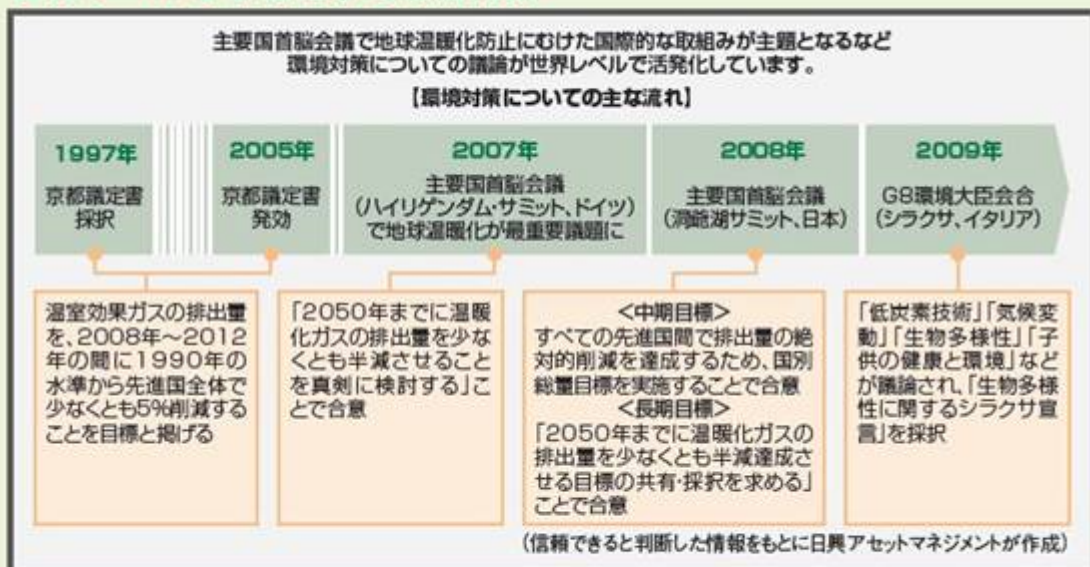 主要国首脳会議で地球温暖化防止にむけた国際的な取組みが主題となるなど
環境対策についての議論が世界レベルで活発化しています。
【環境対策についての主な流れ】
1997年
京都議定書
採択
2005年
京都議定書
発効
2007年
主要国首脳会議
(ハイリゲンダム・サミット、ドイツ)
で地球温暖化が最重要議題に
2008年
主要国首脳会議
(洞爺湖サミット、日本)
2009年
G8環境大臣会合
(シラクサ、イタリア)
温室効果ガスの排出量
を、2008年～2012
年の間に1990年の
水準から先進国全体で
少なくとも5%削減する
ことを目標と掲げる
「2050年までに温暖
化ガスの排出量を少な
くとも半減させること
を真剣に検討する」こ
とで合意
<中期目標>
すべての先進国間で排出量の絶
対的削減を達成するため、国別
総量目標を実施することで合意
<長期目標>
「2050年までに温暖化ガスの
排出量を少なくとも半減達成さ
せる目標の共有・採択を求める」
ことで合意
「低炭素技術」「気候変
動」「生物多様性」「子
供の健康と環境」など
が議論され、「生物多様
性に関するシラクサ宣
言」を採択
(信頼できると判断した情報をもとに日興アセットマネジメントが作成)